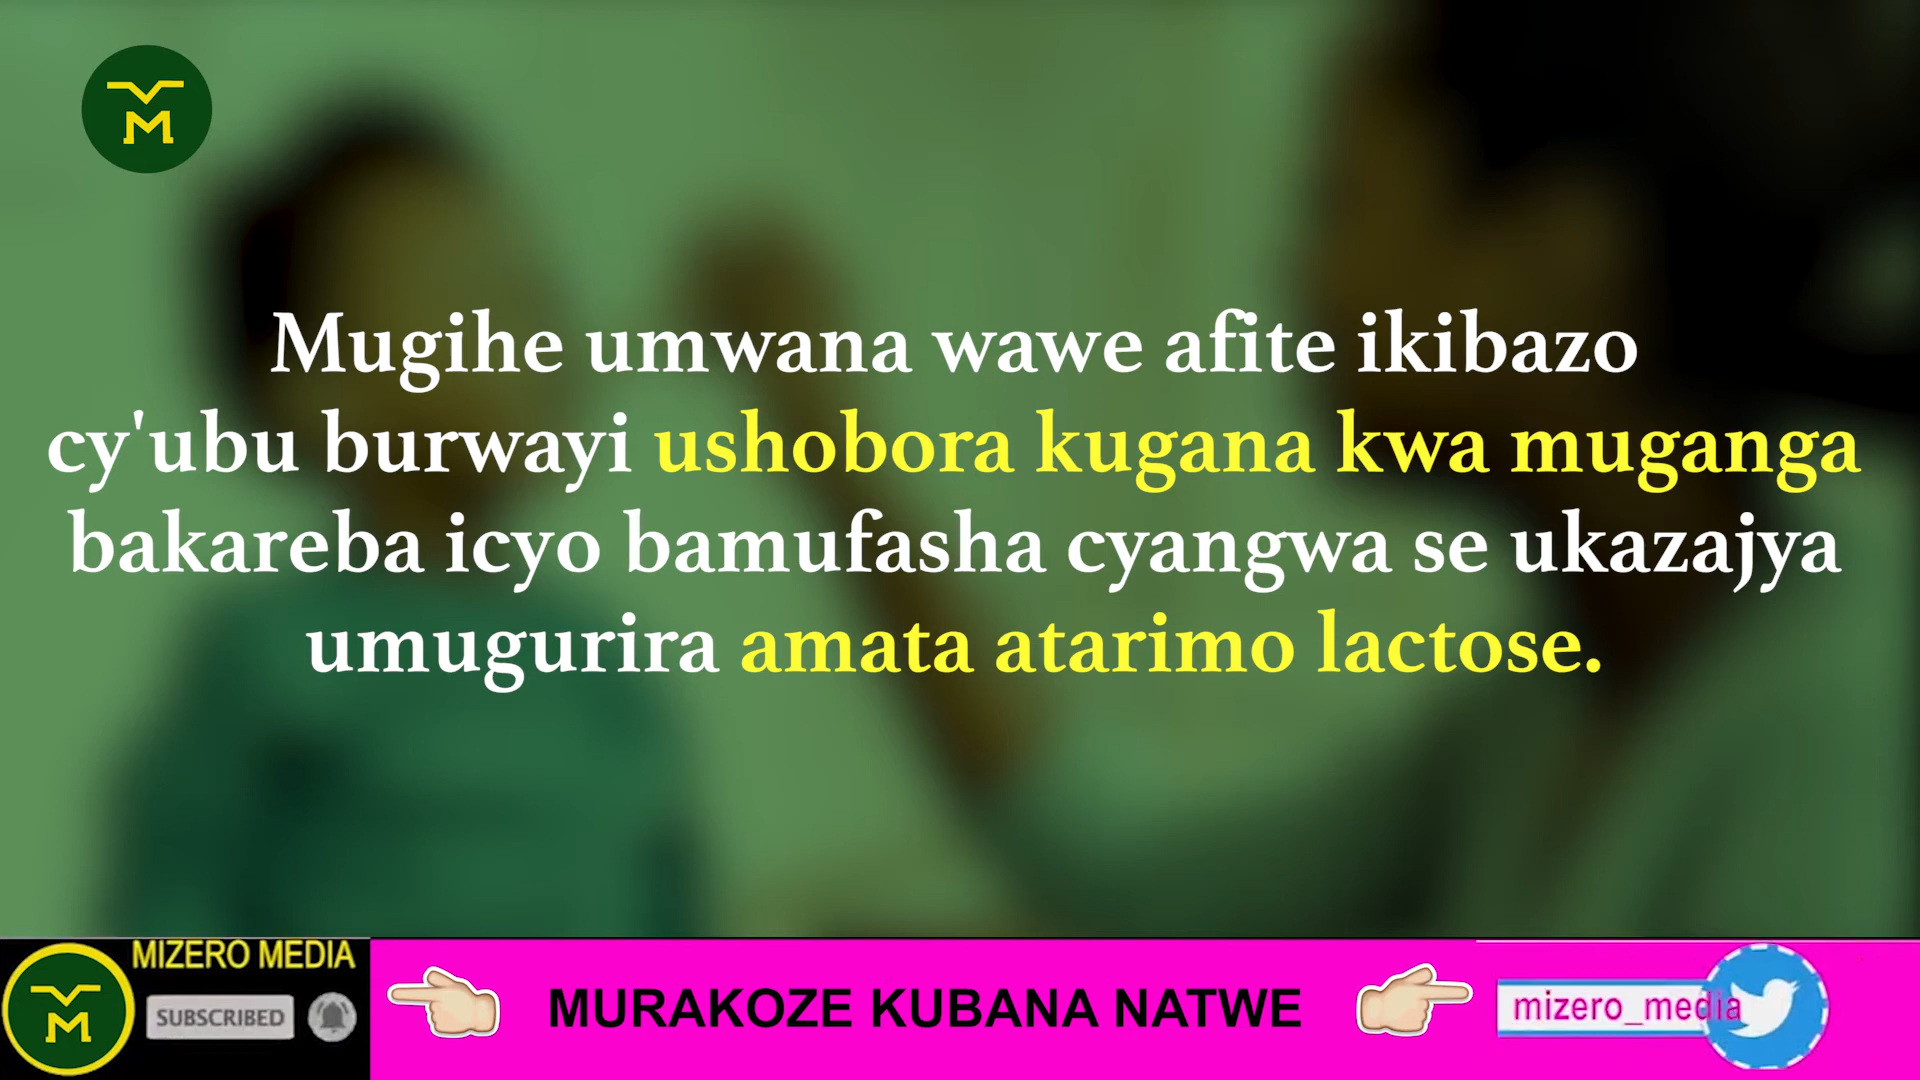 Mugihe umwana wawe afite ikibazo
cy'ubu burwayi ushobora kugana kwa muganga
bakareba icyo bamufasha cyangwa se ukazajya
umugurira amata atarimo lactose.
MIZERO MEDIA
SUBSCRIBED
MURAKOZE KUBANA NATWE
mizero_media